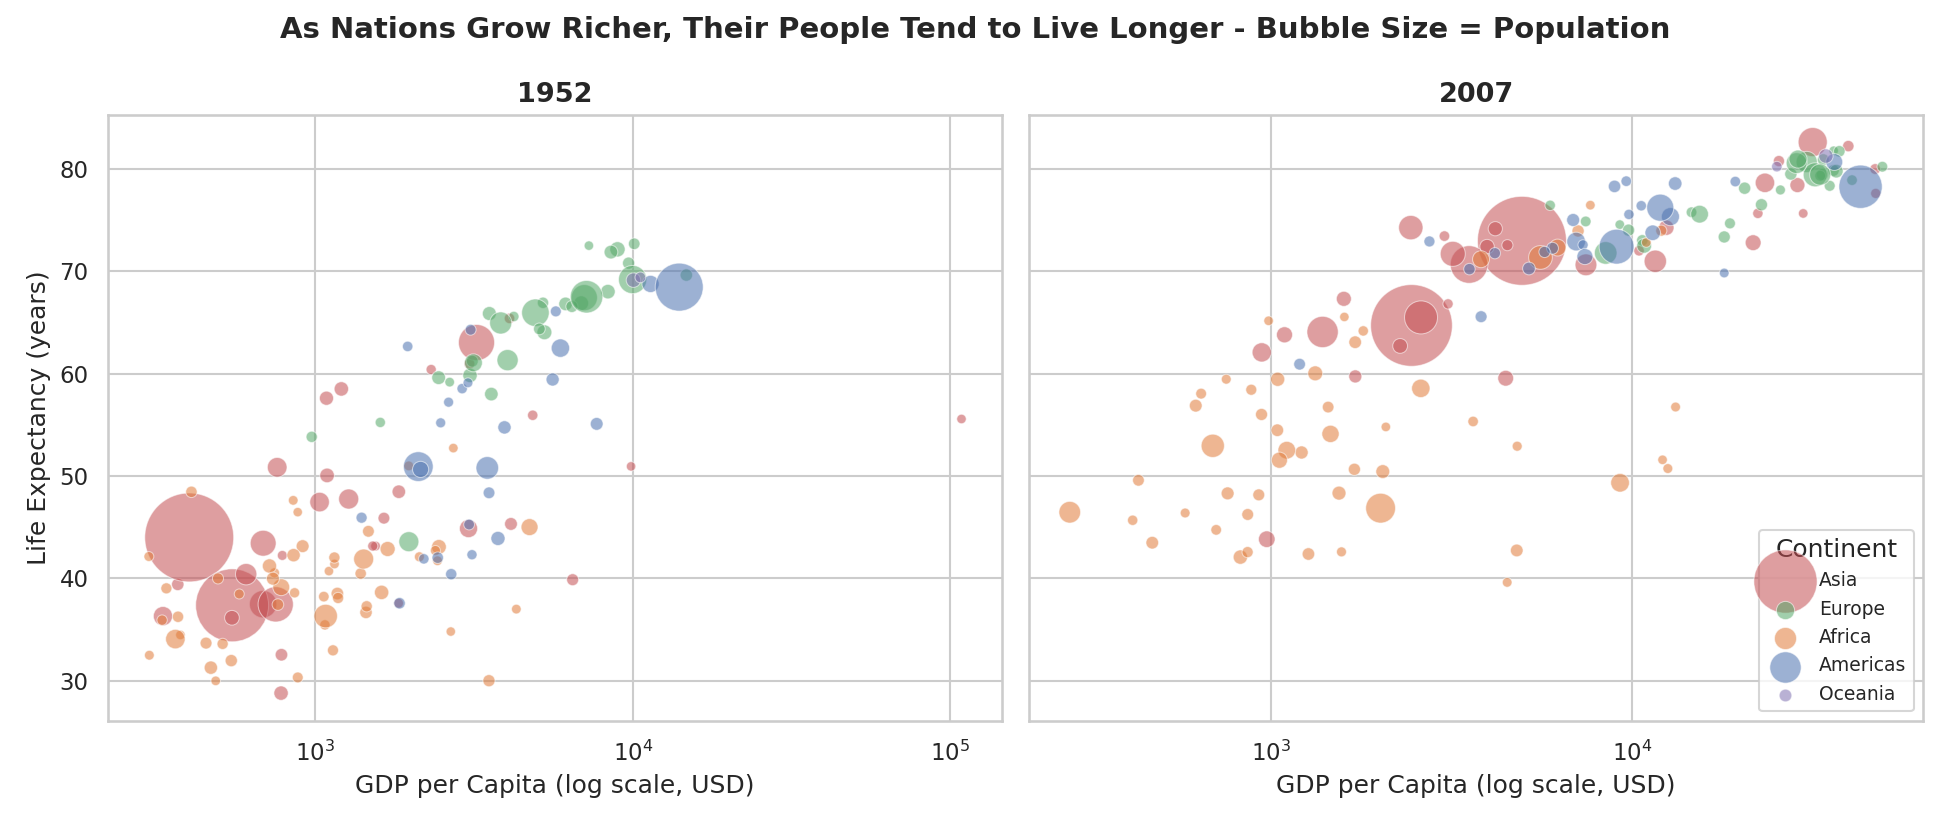 As Nations Grow Richer, Their People Tend to Live Longer - Bubble Size = Population
1952
2007
Life Expectancy (years)
80
70
60
50
40
30
10³
10⁴
10⁵
GDP per Capita (log scale, USD)
10³
10⁴
GDP per Capita (log scale, USD)
Continent
Asia
Europe
Africa
Americas
Oceania